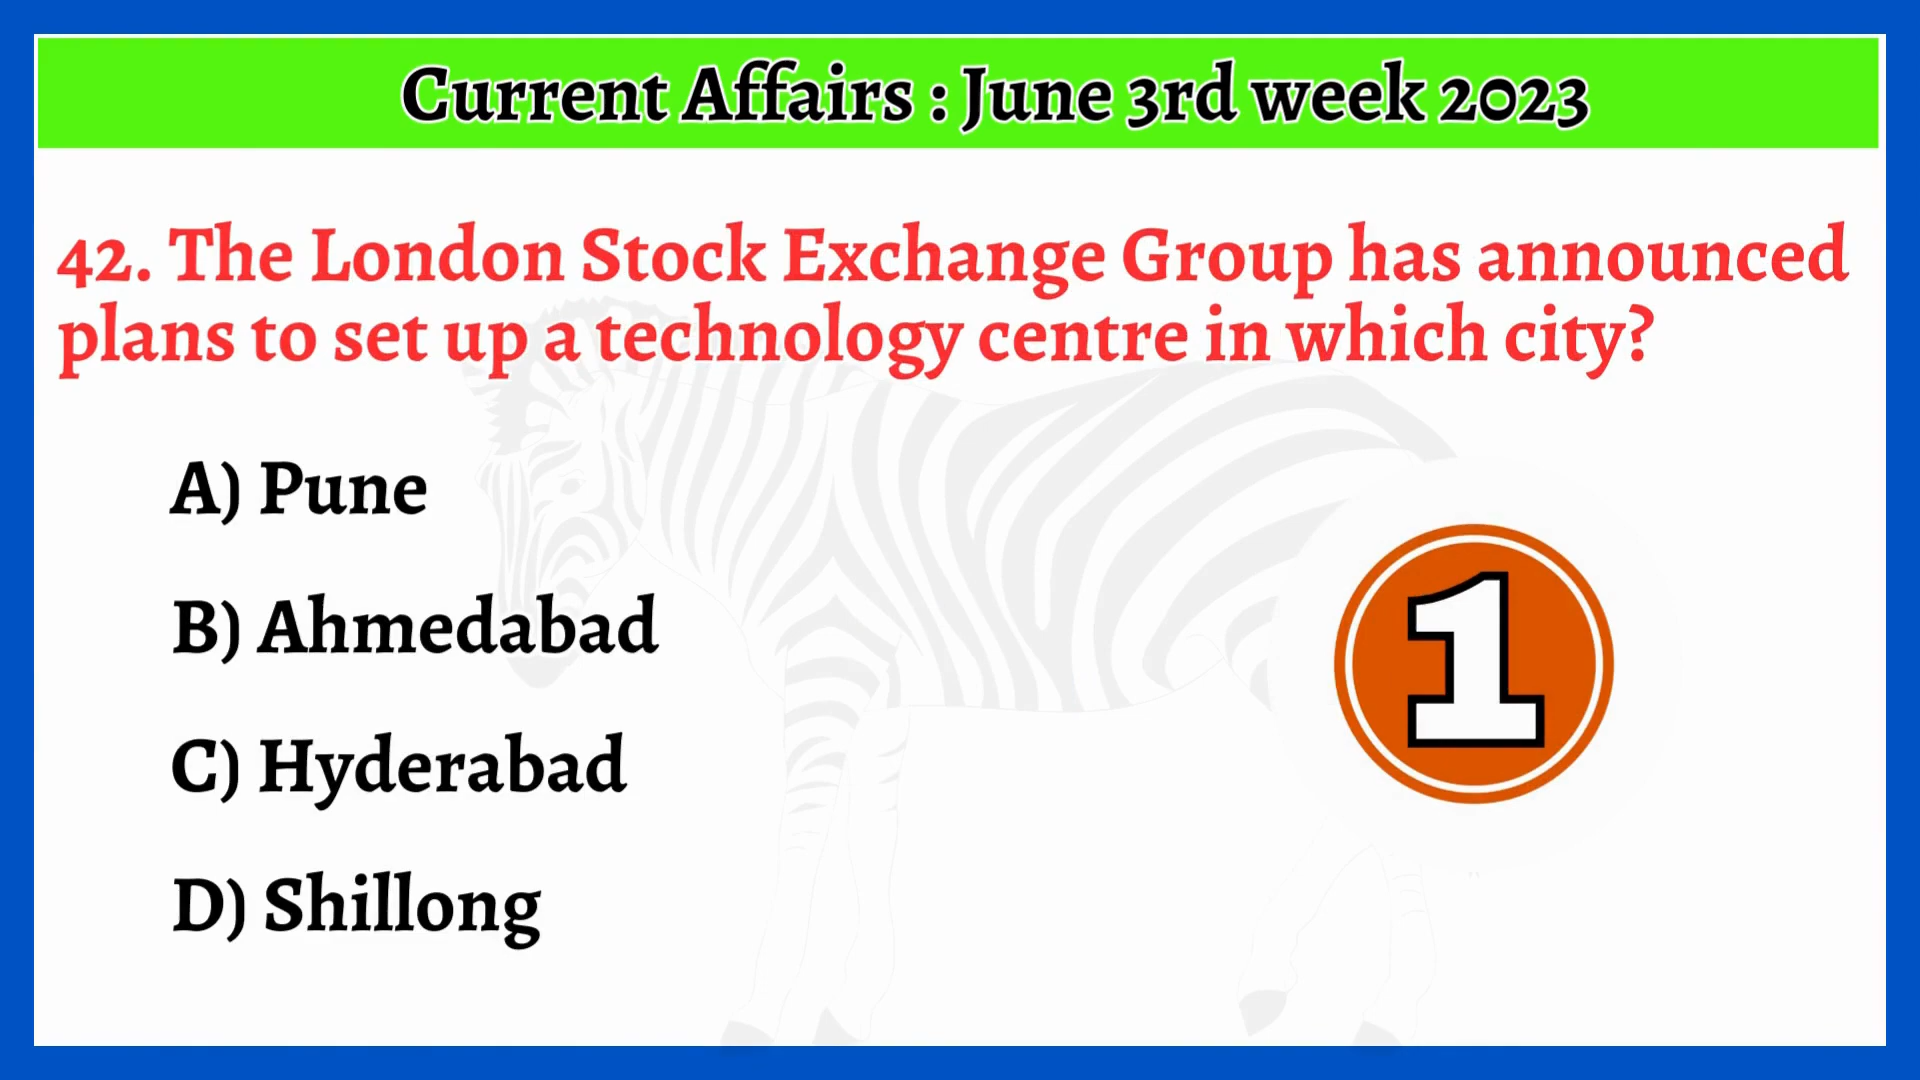 Current Affairs : June 3rd week 2023
42. The London Stock Exchange Group has announced
plans to set up a technology centre in which city?
A) Pune
B) Ahmedabad
C) Hyderabad
D) Shillong
1